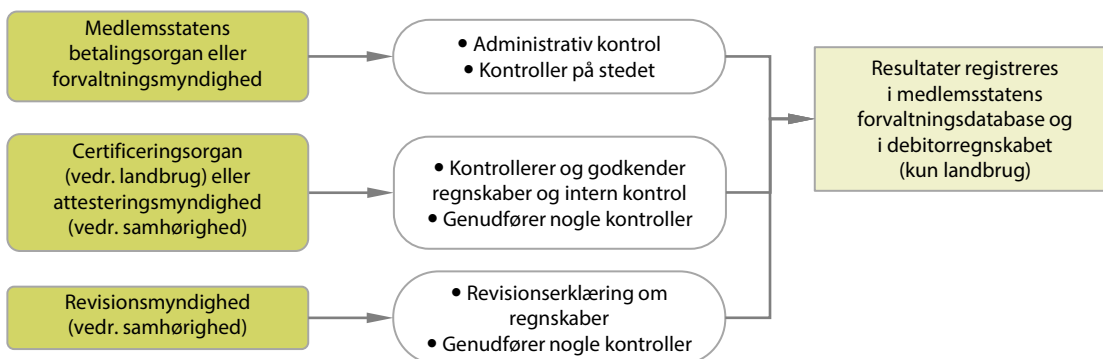 Medlemsstatens
betalingsorgan eller
forvaltningsmyndighed
• Administrativ kontrol
• Kontroller på stedet
Certificeringsorgan
(vedr. landbrug) eller
attesteringsmyndighed
(vedr. samhørighed)
• Kontrollerer og godkender
regnskaber og intern kontrol
• Genudfører nogle kontroller
Revisionsmyndighed
(vedr. samhørighed)
• Revisionserklæring om
regnskaber
• Genudfører nogle kontroller
Resultater registreres
i medlemsstatens
forvaltningsdatabase og
i debitorregnskabet
(kun landbrug)